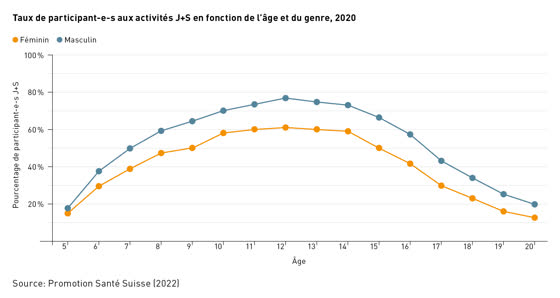 Taux de participant-e-s aux activités J+S en fonction de l'âge et du genre, 2020
Féminin Masculin
Pourcentage de participant-e-s J+S
100 %
80 %
60 %
40 %
20 %
5 6 7 8 9 10 11 12 13 14 15 16 17 18 19 20
Âge
Source: Promotion Santé Suisse (2022)